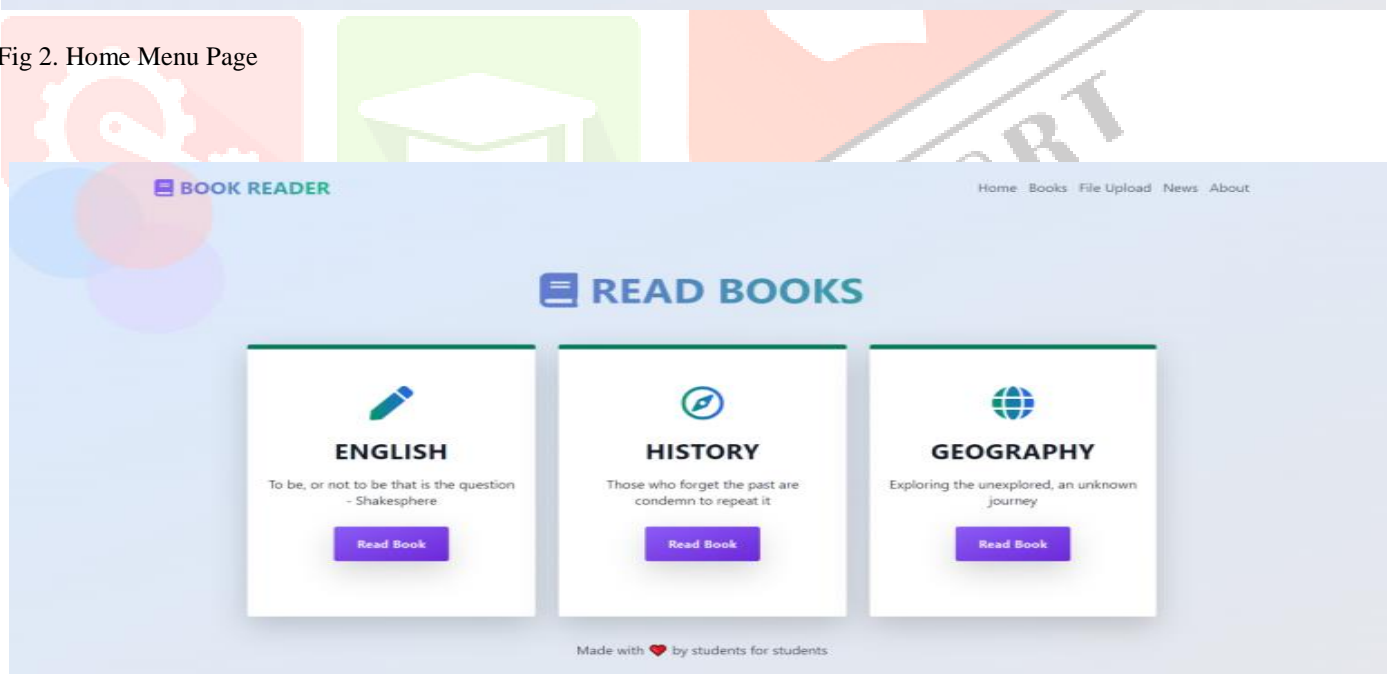 Fig 2. Home Menu Page
BOOK READER
Home Books File Upload News About
READ BOOKS
ENGLISH
To be, or not to be that is the question
- Shakesphere
Read Book
HISTORY
Those who forget the past are
condemn to repeat it
Read Book
GEOGRAPHY
Exploring the unexplored, an unknown
journey
Read Book
Made with ❤ by students for students